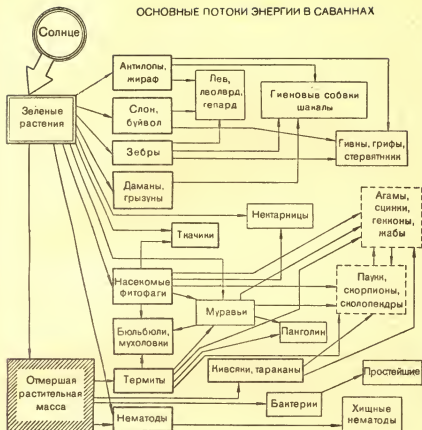 ОСНОВНЫЕ ПОТОКИ ЭНЕРГИИ В САВАННАХ
Солнце
Зеленые
растения
Антилопы,
жираф
Лев,
леопард,
гепард
Гиеновые собаки
шакалы
Слон,
буйвол
Гиены, грифы,
стервятники
Зебры
Даманы,
грызуны
Нектарницы
Агамы,
сцинки,
гекконы,
жабы
Ткачики
Насекомые
фитофаги
Муравьи
Пауки,
скорпионы,
сколопендры
Бюльбюли,
мухоловки
Панголин
Отмершая
растительная
масса
Термиты
Кивсяки, тараканы
Простейшие
Бактерии
Нематоды
Хищные
нематоды